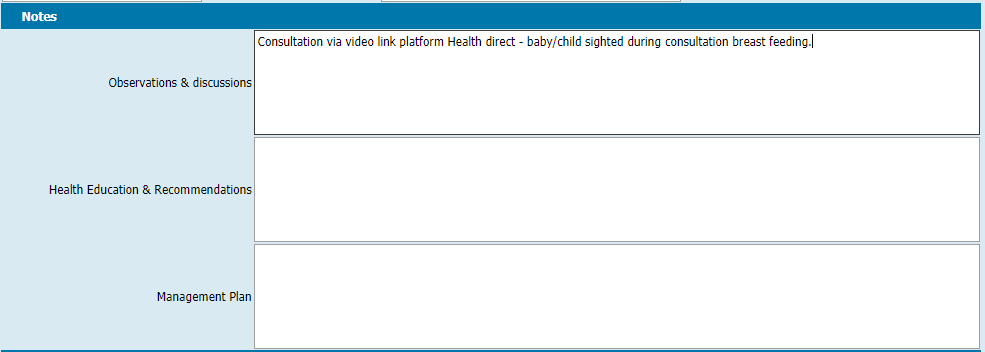 Notes
Consultation via video link platform Health direct - baby/child sighted during consultation breast feeding.
Observations & discussions
Health Education & Recommendations
Management Plan